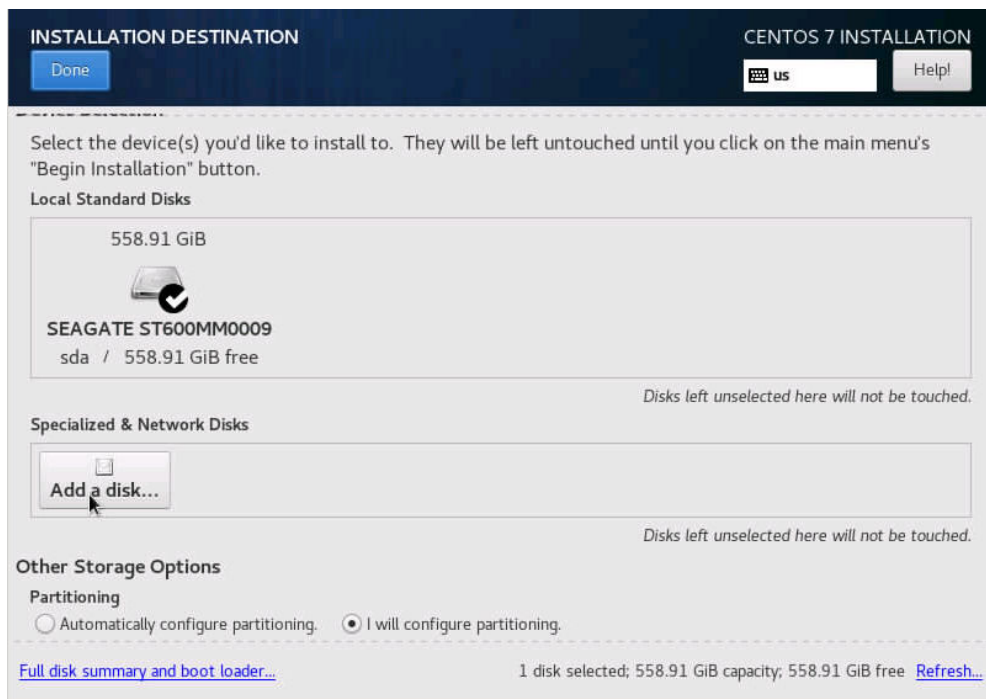 INSTALLATION DESTINATION
CENTOS 7 INSTALLATION
Done
us
Help!
Device Selection
Select the device(s) you'd like to install to. They will be left untouched until you click on the main menu's
"Begin Installation" button.
Local Standard Disks
558.91 GiB
SEAGATE ST600MM0009
sda / 558.91 GiB free
Disks left unselected here will not be touched.
Specialized & Network Disks
Add a disk...
Disks left unselected here will not be touched.
Other Storage Options
Partitioning
Automatically configure partitioning. I will configure partitioning.
Full disk summary and boot loader... 1 disk selected; 558.91 GiB capacity; 558.91 GiB free Refresh...